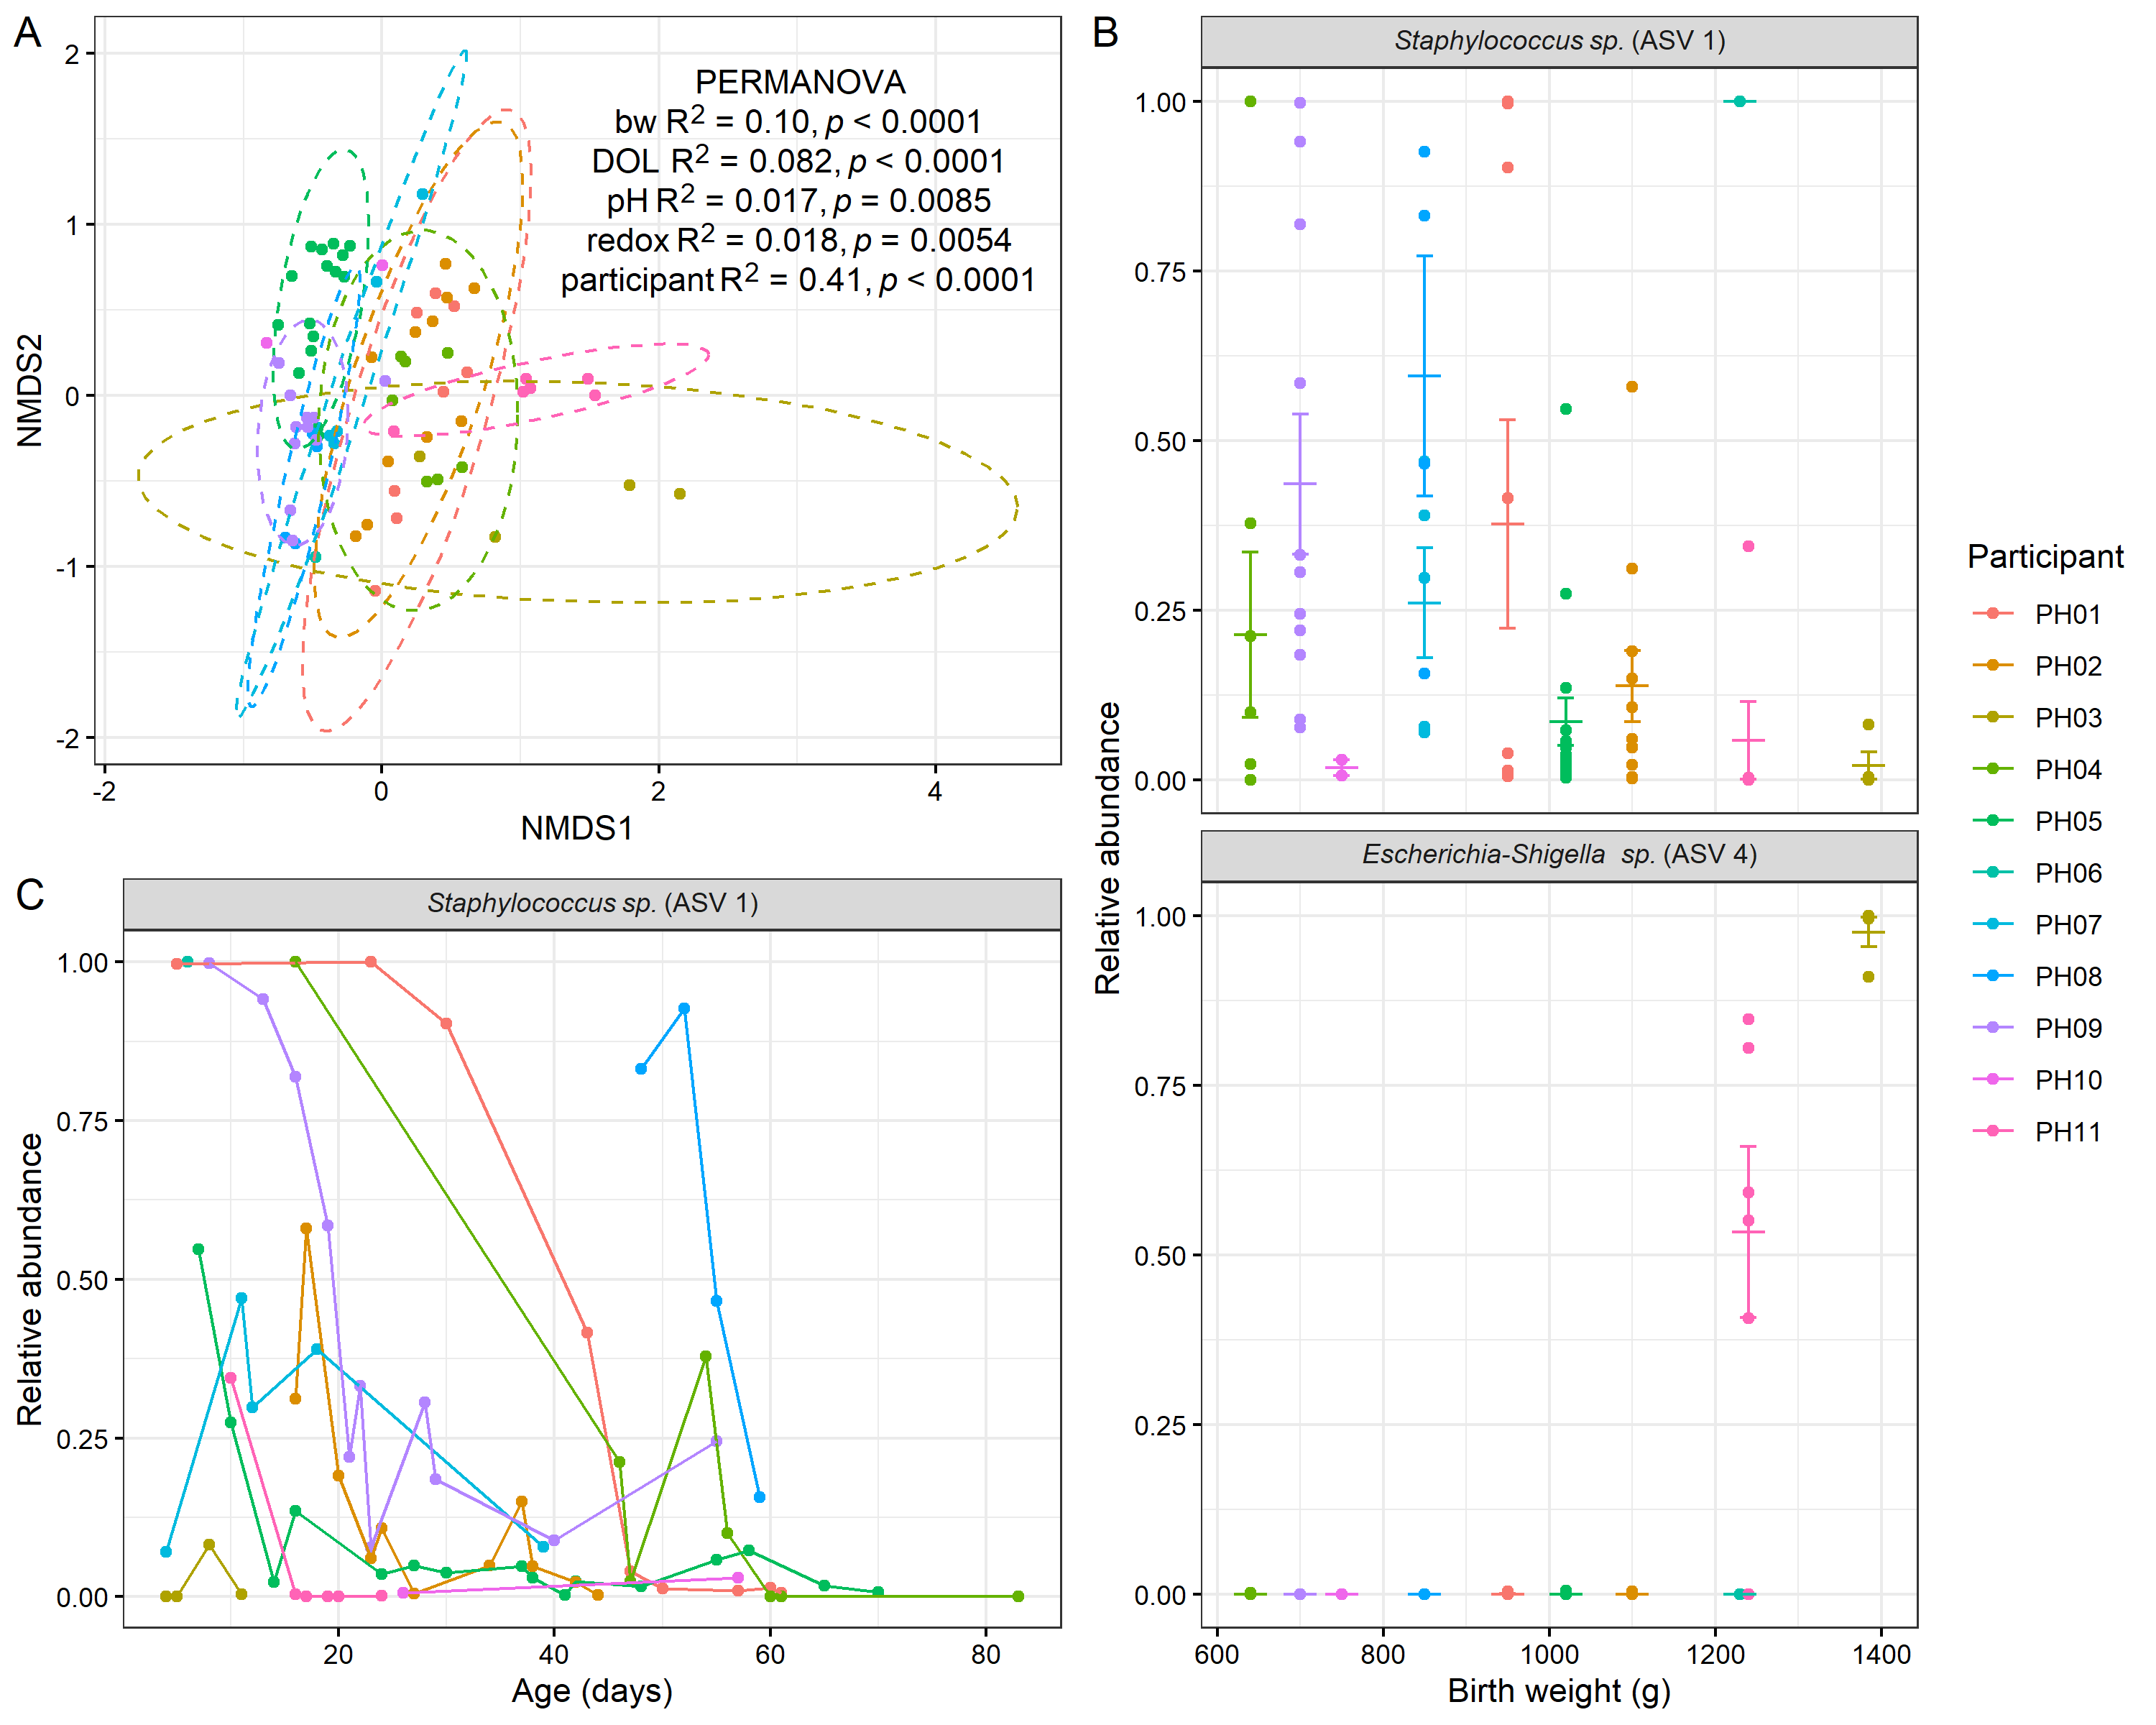 A
PERMANOVA
bw R² = 0.10, p < 0.0001
DOL R² = 0.082, p < 0.0001
pH R² = 0.017, p = 0.0085
redox R² = 0.018, p = 0.0054
participant R² = 0.41, p < 0.0001
2
1
0
-1
-2
NMDS2
-2
0
2
4
NMDS1
B
Staphylococcus sp. (ASV 1)
1.00
0.75
0.50
0.25
0.00
Relative abundance
Escherichia-Shigella sp. (ASV 4)
1.00
0.75
0.50
0.25
0.00
600
800
1000
1200
1400
Birth weight (g)
C
Staphylococcus sp. (ASV 1)
1.00
0.75
0.50
0.25
0.00
Relative abundance
20
40
60
80
Age (days)
Participant
PH01
PH02
PH03
PH04
PH05
PH06
PH07
PH08
PH09
PH10
PH11